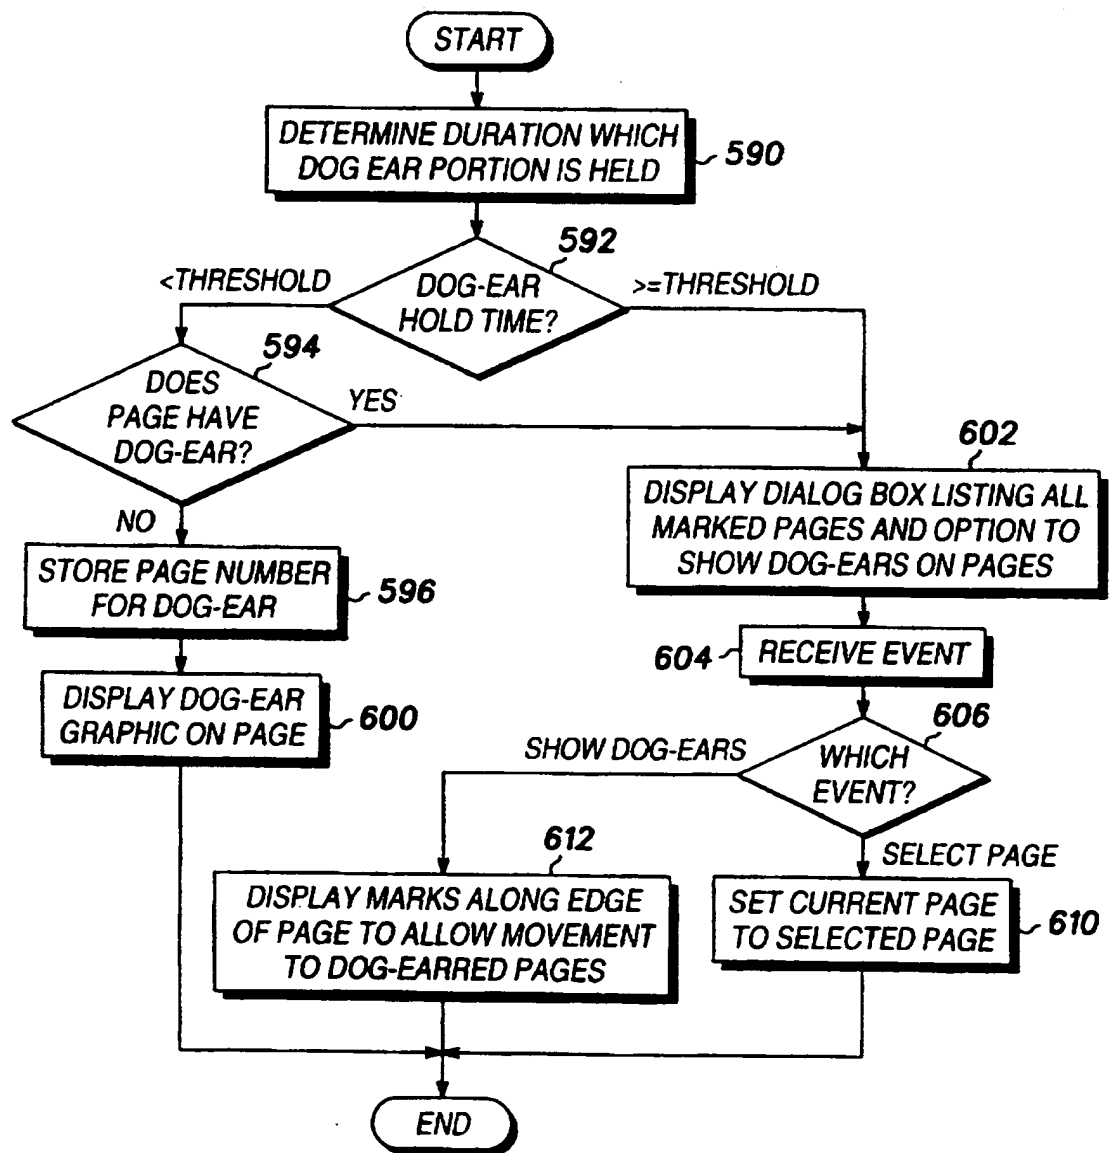 START
DETERMINE DURATION WHICH
DOG EAR PORTION IS HELD
590
592
<THRESHOLD
DOG-EAR
HOLD TIME?
>=THRESHOLD
594
DOES
PAGE HAVE
DOG-EAR?
YES
NO
602
DISPLAY DIALOG BOX LISTING ALL
MARKED PAGES AND OPTION TO
SHOW DOG-EARS ON PAGES
STORE PAGE NUMBER
FOR DOG-EAR
596
604
RECEIVE EVENT
DISPLAY DOG-EAR
GRAPHIC ON PAGE
600
606
SHOW DOG-EARS
WHICH
EVENT?
SELECT PAGE
612
DISPLAY MARKS ALONG EDGE
OF PAGE TO ALLOW MOVEMENT
TO DOG-EARRED PAGES
SET CURRENT PAGE
TO SELECTED PAGE
610
END